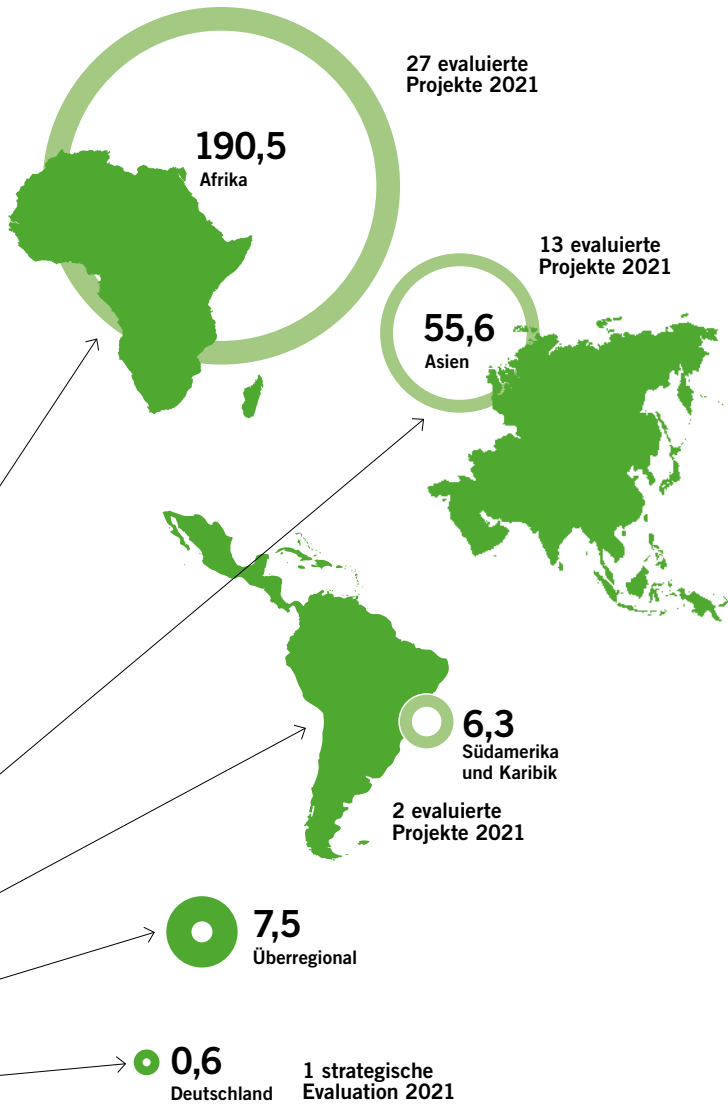 27 evaluierte
Projekte 2021
190,5
Afrika
13 evaluierte
Projekte 2021
55,6
Asien
6,3
Südamerika
und Karibik
2 evaluierte
Projekte 2021
7,5
Überregional
0,6
Deutschland
1 strategische
Evaluation 2021